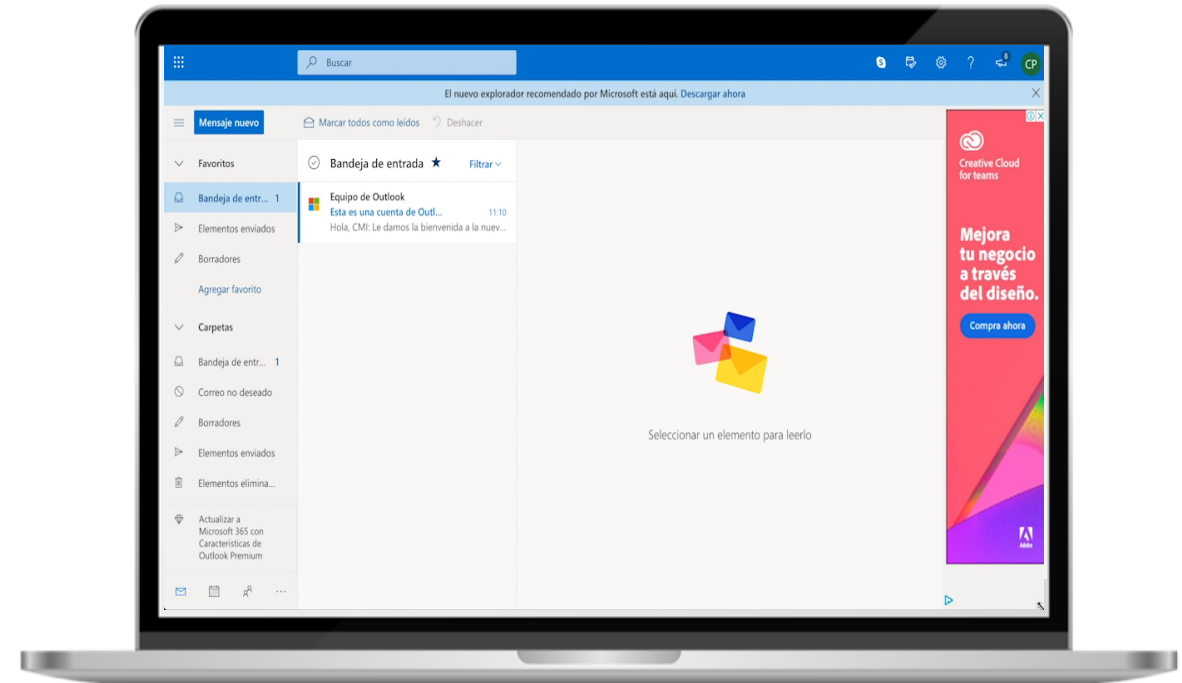 Buscar
8
CP
El nuevo explorador recomendado por Microsoft está aquí. Descargar ahora
Mensaje nuevo
Marcar todos como leídos
Deshacer
Favoritos
Bandeja de entr... 1
Elementos enviados
Borradores
Agregar favorito
Carpetas
Bandeja de entr... 1
Correo no deseado
Borradores
Elementos enviados
Elementos elimina...
Actualizar a
Microsoft 365 con
Características de
Outlook Premium
Bandeja de entrada
Filtrar
Equipo de Outlook
Esta es una cuenta de Outl... 11:10
Hola, CMI: Le damos la bienvenida a la nuev...
Seleccionar un elemento para leerlo
Creative Cloud
for teams
Mejora
tu negocio
a través
del diseño.
Compra ahora
Adobe